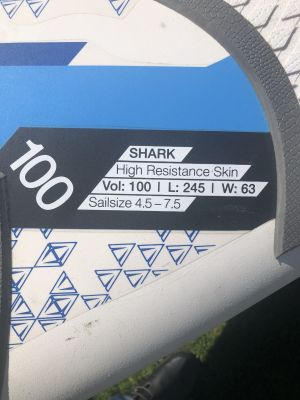 100
SHARK
High Resistance Skin
Vol: 100 | L: 245 | W: 63
Sailsize 4.5 – 7.5